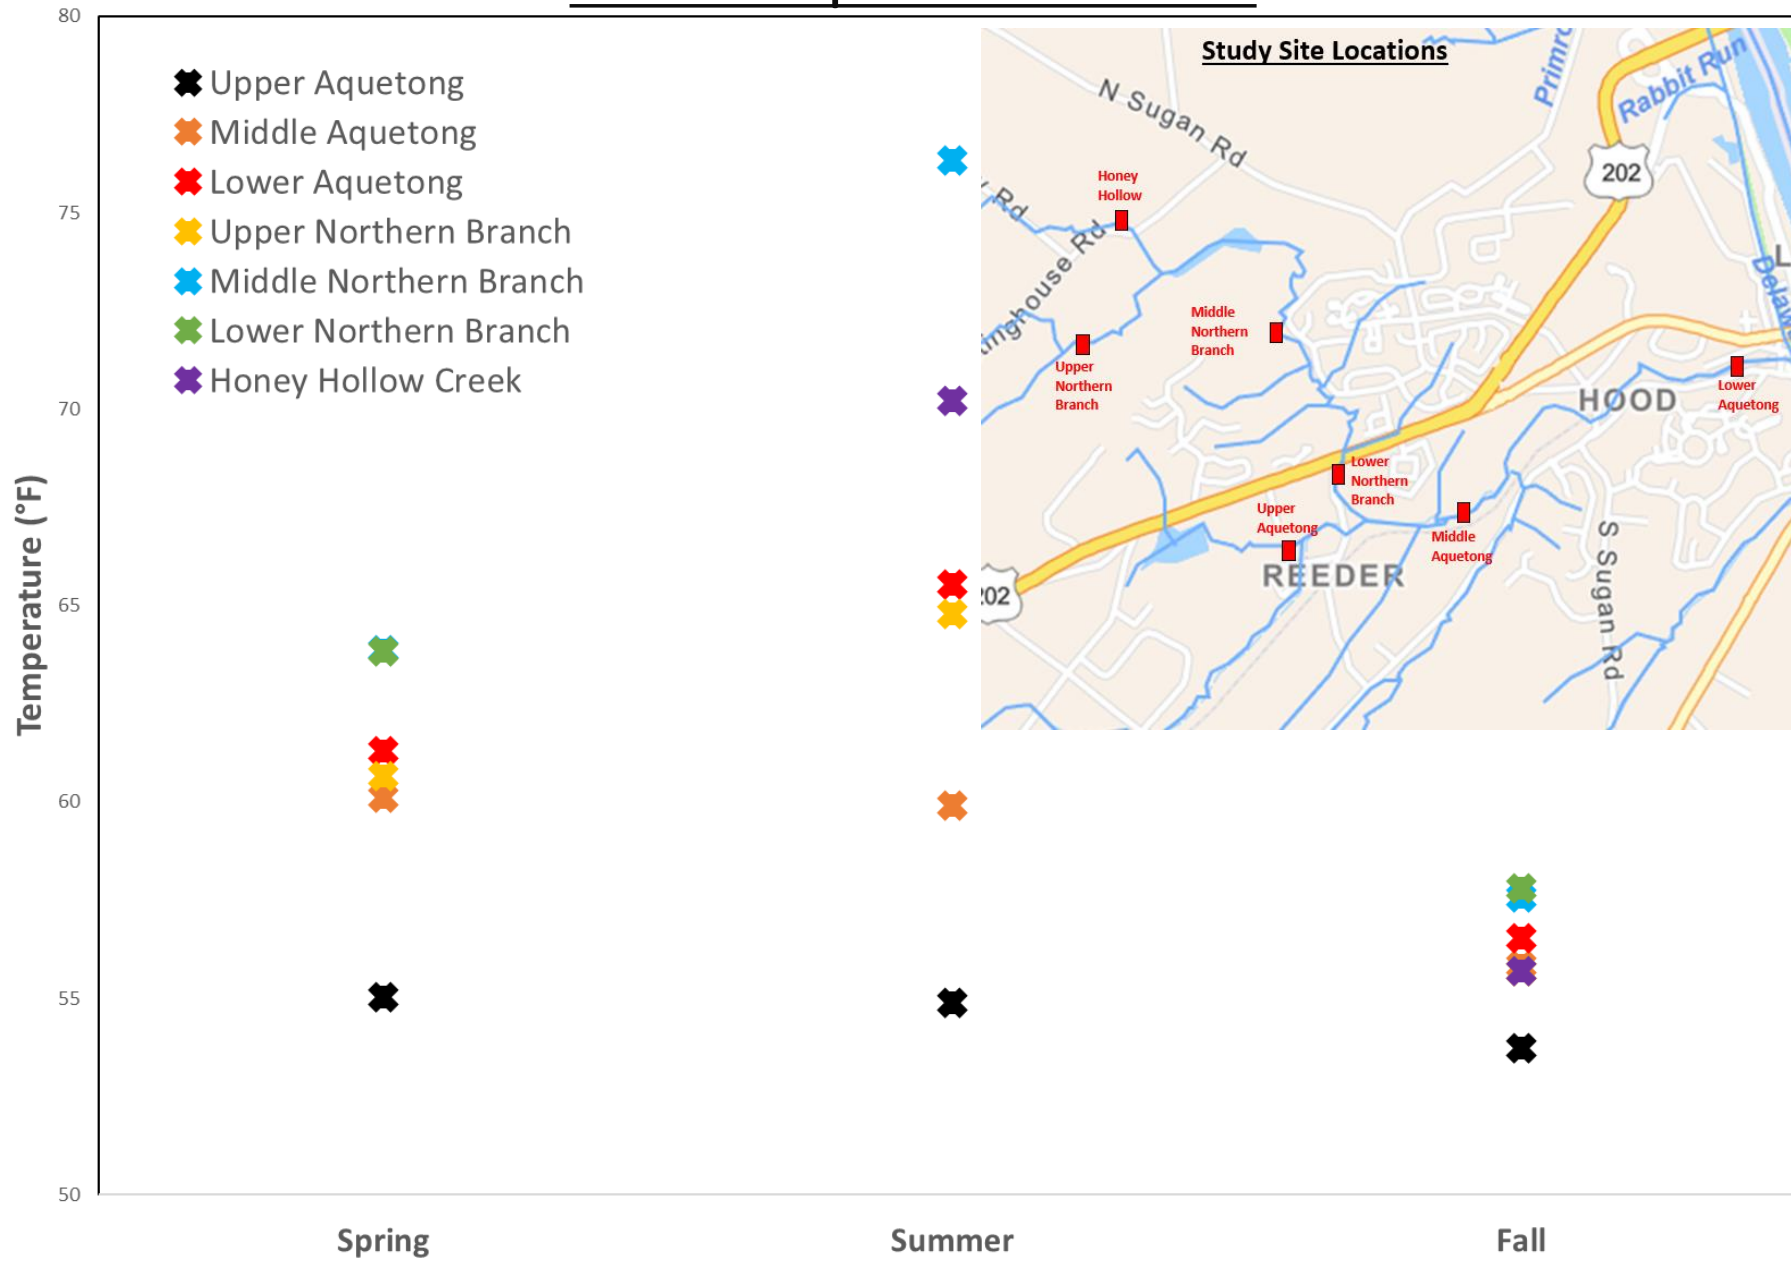 80
75
70
65
60
55
50
Temperature (°F)
Upper Aquetong
Middle Aquetong
Lower Aquetong
Upper Northern Branch
Middle Northern Branch
Lower Northern Branch
Honey Hollow Creek
Spring
Summer
Fall
Study Site Locations
N Sugan Rd
Rabbit Run
202
Honey
Hollow
Rd
Rd
Middle
Northern
Branch
Upper
Northern
Branch
HOOD
Lower
Aquetong
Lower
Northern
Branch
Upper
Aquetong
Middle
Aquetong
REEDER
202
S Sugan Rd